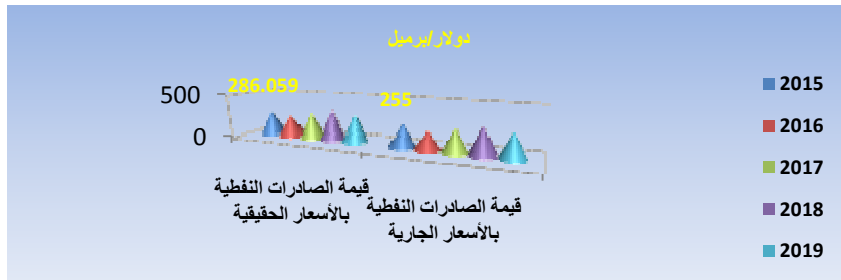 دولار/برميل
286.059
255
500
0
قيمة الصادرات النفطية
بالأسعار الحقيقية
قيمة الصادرات النفطية
بالأسعار الجارية
2015
2016
2017
2018
2019